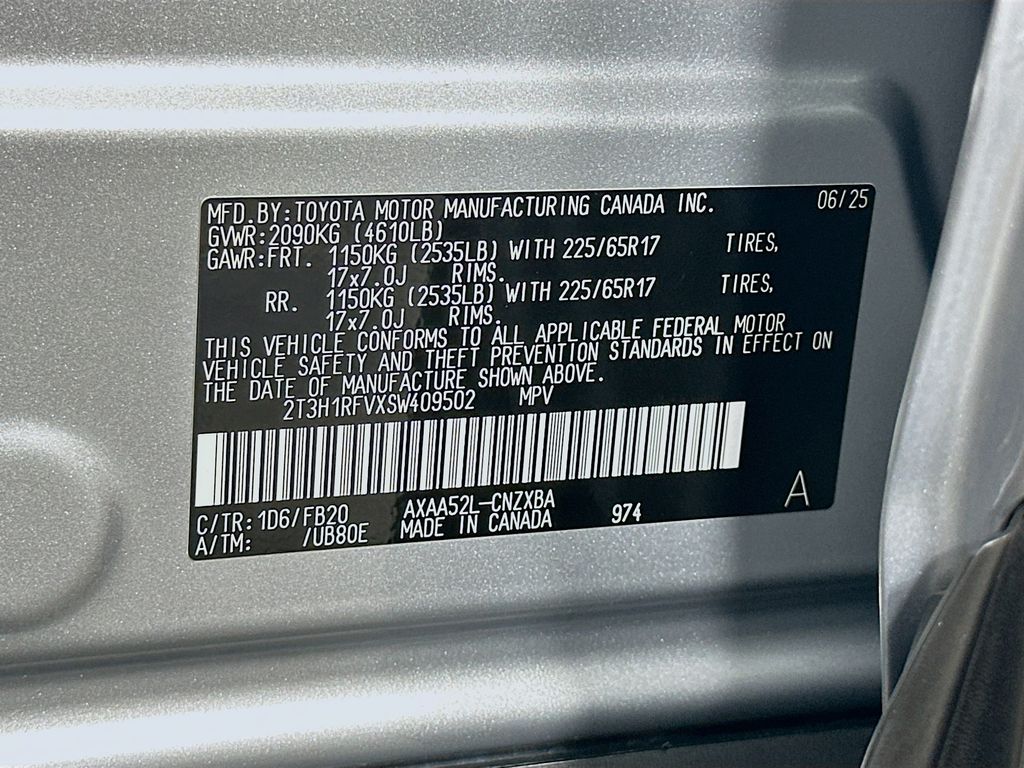 MFD.BY:TOYOTA MOTOR MANUFACTURING CANADA INC. 06/25
GVWR:2090KG (4610LB)
GAWR:FRT. 1150KG (2535LB) WITH 225/65R17 TIRES,
17x7.0J RIMS.
RR. 1150KG (2535LB) WITH 225/65R17 TIRES,
17x7.0J RIMS.
THIS VEHICLE CONFORMS TO ALL APPLICABLE FEDERAL MOTOR
VEHICLE SAFETY AND THEFT PREVENTION STANDARDS IN EFFECT ON
THE DATE OF MANUFACTURE SHOWN ABOVE.
2T3H1RFVXSW409502 MPV
C/TR:1D6/FB20 AXAA52L-CNZXBA 974 A
A/TM: /UB80E MADE IN CANADA